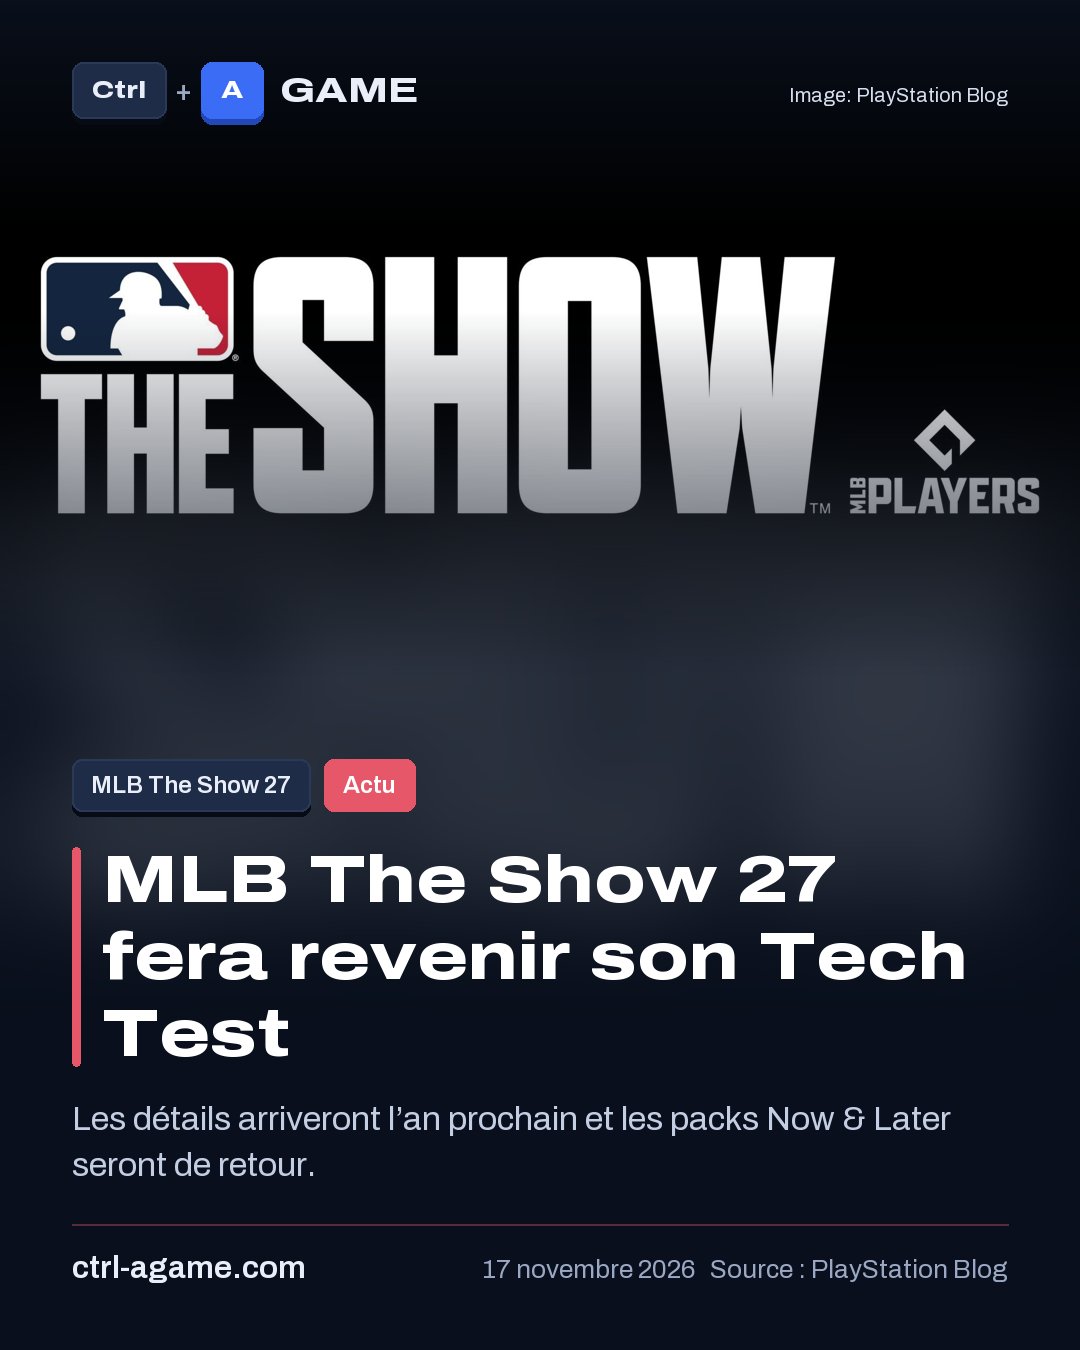 Ctrl + A GAME
Image: PlayStation Blog
THE SHOW™
MLB PLAYERS
MLB The Show 27
Actu
MLB The Show 27
fera revenir son Tech
Test
Les détails arriveront l’an prochain et les packs Now & Later
seront de retour.
ctrl-agame.com
17 novembre 2026 Source : PlayStation Blog